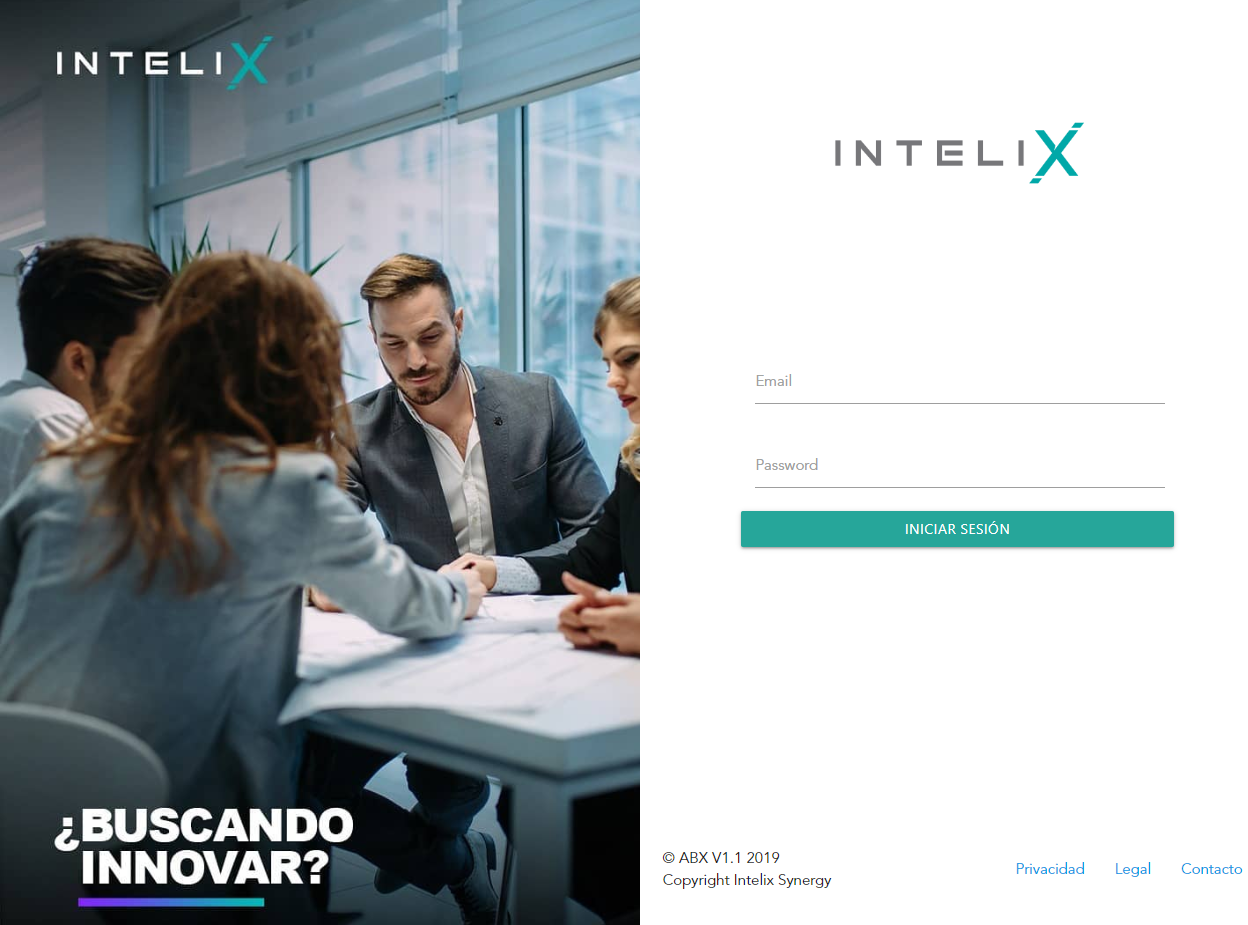 INTELIX
¿BUSCANDO
INNOVAR?
INTELIX
Email
Password
INICIAR SESIÓN
© ABX V1.1 2019
Copyright Intelix Synergy
Privacidad Legal Contacto